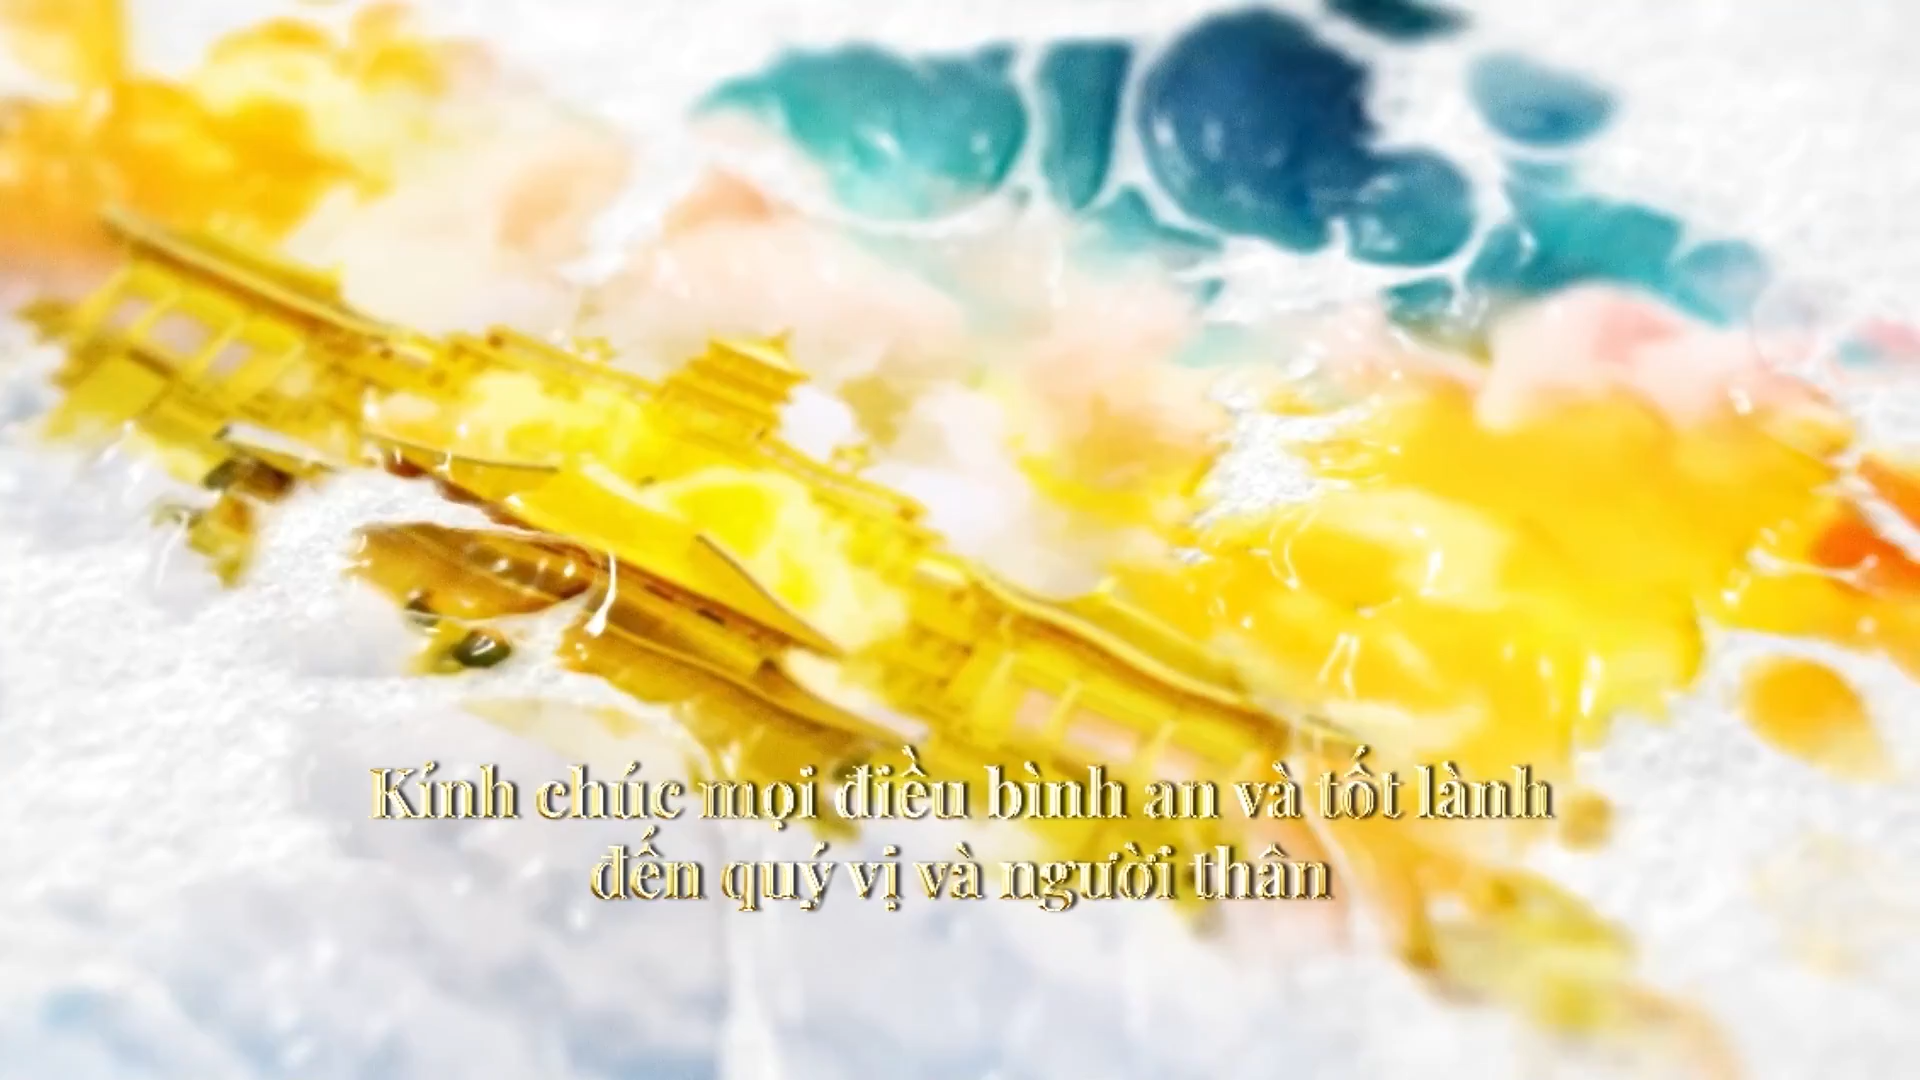 Kính chúc mọi điều bình an và tốt lành
đến quý vị và người thân